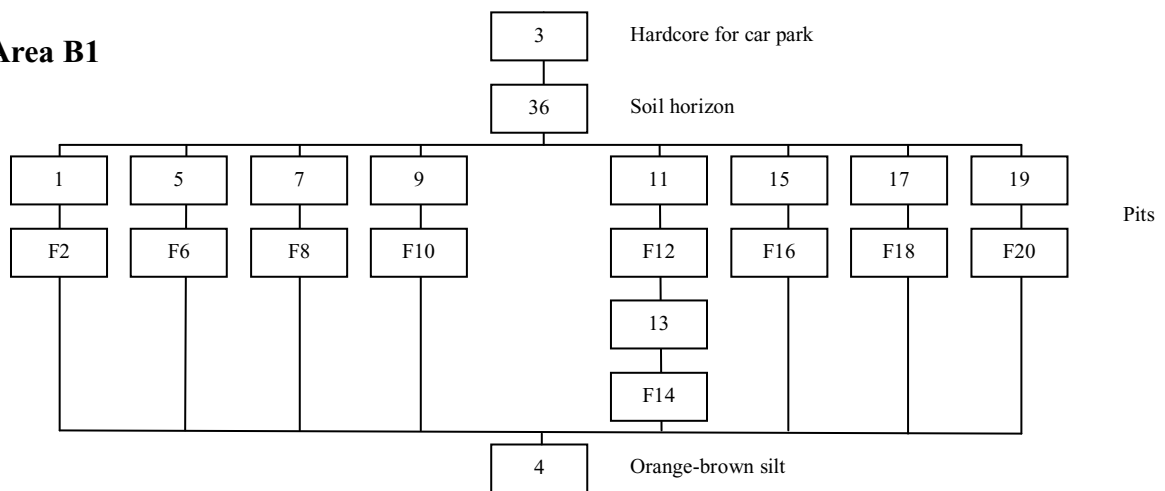 Area B1
3 Hardcore for car park
36 Soil horizon
1 5 7 9 11 15 17 19
Pits
F2 F6 F8 F10 F12 F16 F18 F20
13
F14
4 Orange-brown silt